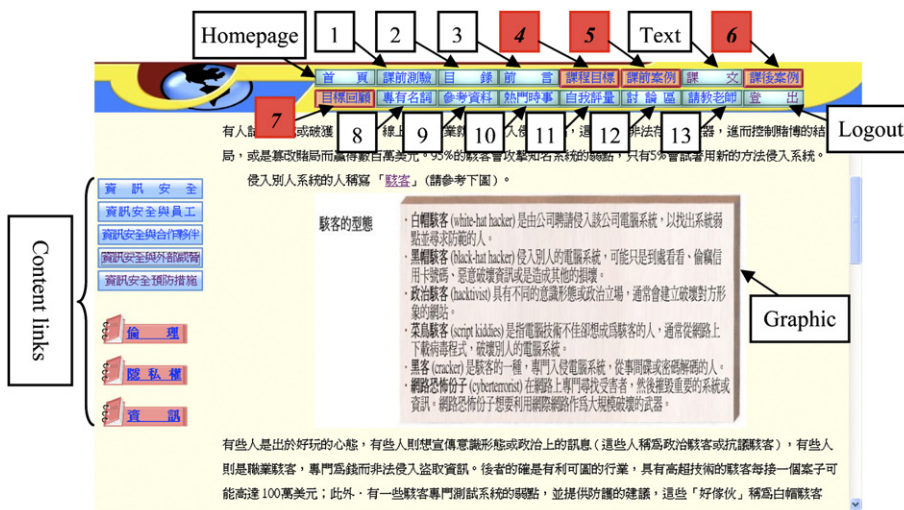 Homepage 1 2 3 4 5 Text 6
首 頁 課前測驗 目 錄 前 言 課程目標 課前案例 課 文 課後案例
目標回顧 專有名詞 參考資料 熱門時事 自我評量 討 論 區 請教老師 登 出
7 8 9 10 11 12 13 Logout
有人 或破獲 線上 業 入侵 ,這 非法存 器,進而控制賭博的結
局,或是篡改賭局而贏得數百萬美元。95%的駭客會攻擊知名系統的弱點,只有5%會試著用新的方法侵入系統。
侵入別人系統的人稱為「駭客」(請參考下圖)。
Content links
資 訊 安 全
資訊安全與員工
資訊安全與合作夥伴
資訊安全與外部威脅
資訊安全預防措施
倫 理
隱 私 權
資 訊
駭客的型態
・白帽駭客 (white-hat hacker) 是由公司聘請侵入該公司電腦系統,以找出系統弱
點並尋求防範的人。
・黑帽駭客 (black-hat hacker) 侵入別人的電腦系統,可能只是到處看看、偷竊信
用卡號碼、惡意破壞資訊或是造成其他的損壞。
・政治駭客 (hacktivist) 具有不同的意識形態或政治立場,通常會建立破壞對方形
象的網站。
・菜鳥駭客 (script kiddies) 是指電腦技術不佳卻想成為駭客的人,通常從網路上
下載病毒程式,破壞別人的電腦系統。
・黑客 (cracker) 是駭客的一種,專門入侵電腦系統,從事間諜或密碼解碼的人。
・網路恐怖份子 (cyberterrorist) 在網路上專門尋找受害者,然後摧毀重要的系統或
資訊。網路恐怖份子想要利用網際網路作為大規模破壞的武器。
Graphic
有些人是出於好玩的心態,有些人則想宣傳意識形態或政治上的訊息(這些人稱為政治駭客或抗議駭客),有些人
則是職業駭客,專門為錢而非法侵入盜取資訊。後者的確是有利可圖的行業,具有高超技術的駭客每接一個案子可
能高達100萬美元;此外,有一些駭客專門測試系統的弱點,並提供防護的建議,這些「好傢伙」稱為白帽駭客